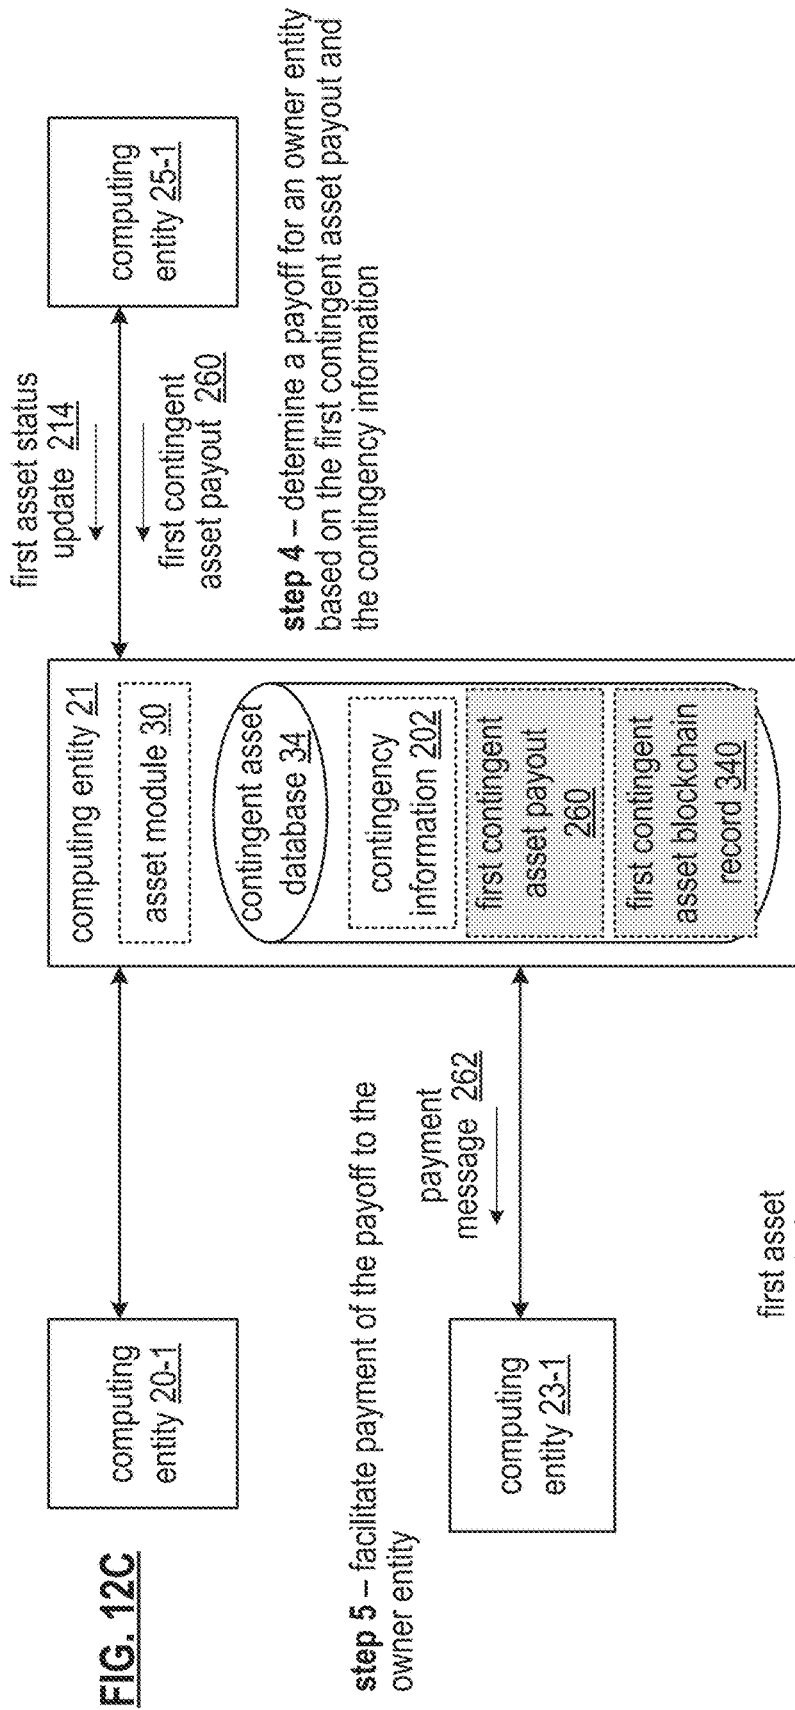 FIG. 12C
computing
entity 20-1
computing entity 21
asset module 30
first asset status
update 214
first contingent
asset payout 260
computing
entity 25-1
contingent asset
database 34
contingency
information 202
first contingent
asset payout
260
first contingent
asset blockchain
record 340
step 4 – determine a payoff for an owner entity
based on the first contingent asset payout and
the contingency information
step 5 – facilitate payment of the payoff to the
owner entity
payment
message 262
computing
entity 23-1
first asset